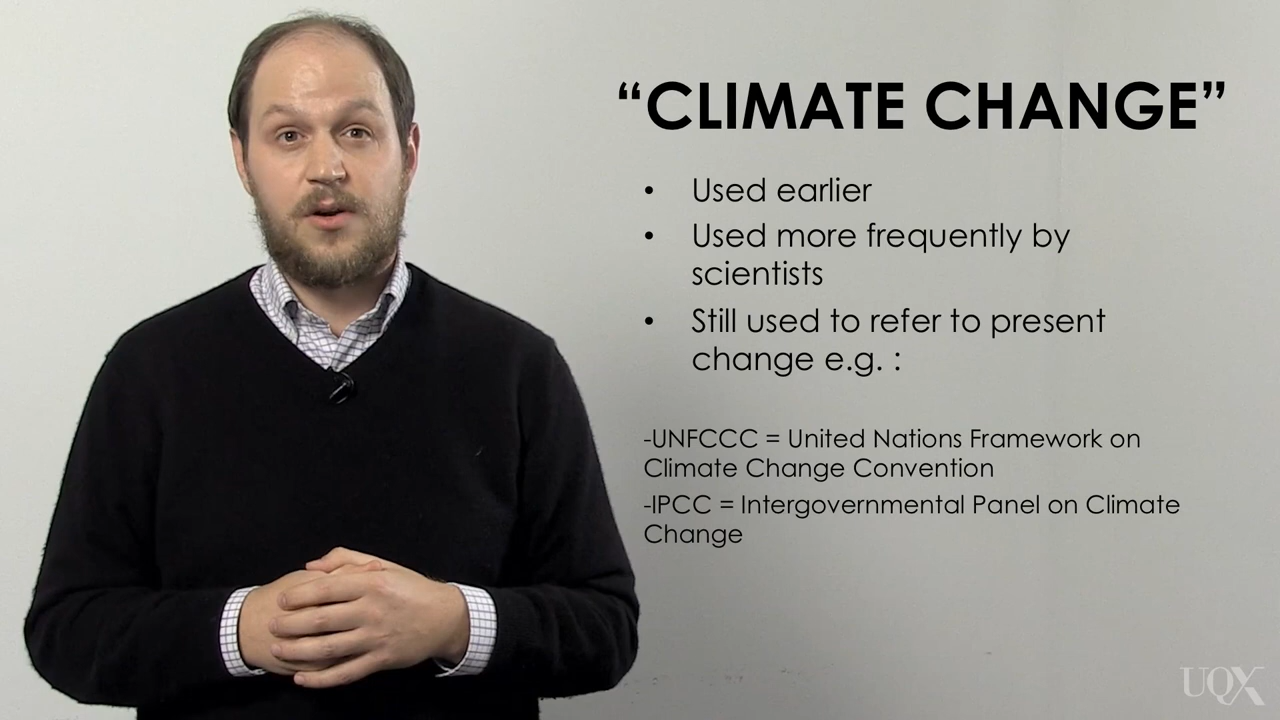 “CLIMATE CHANGE”
• Used earlier
• Used more frequently by
scientists
• Still used to refer to present
change e.g. :
-UNFCCC = United Nations Framework on
Climate Change Convention
-IPCC = Intergovernmental Panel on Climate
Change
UQX